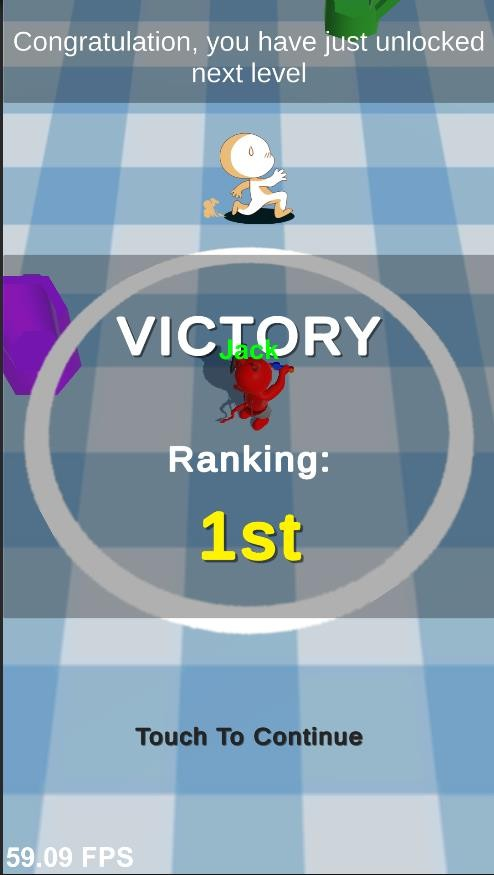 Congratulation, you have just unlocked
next level
VICTORY
Jack
Ranking:
1st
Touch To Continue
59.09 FPS